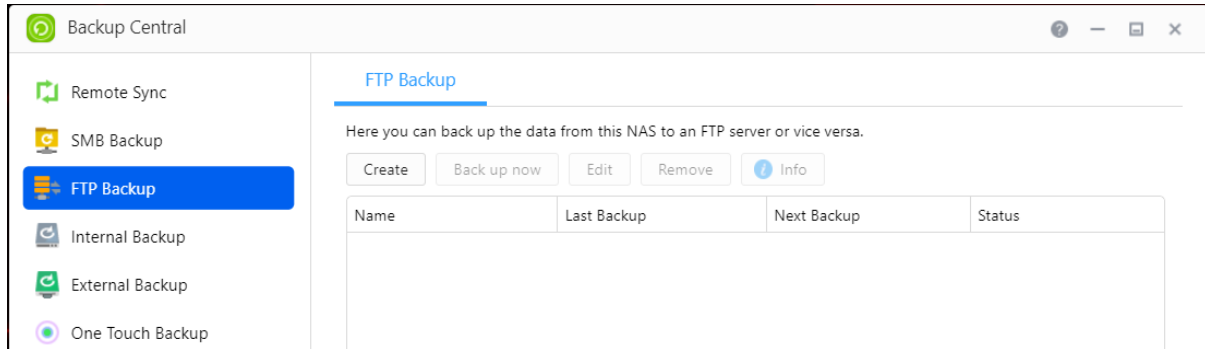 Backup Central
Remote Sync
SMB Backup
FTP Backup
Internal Backup
External Backup
One Touch Backup
FTP Backup
Here you can back up the data from this NAS to an FTP server or vice versa.
Create Back up now Edit Remove i Info
Name Last Backup Next Backup Status